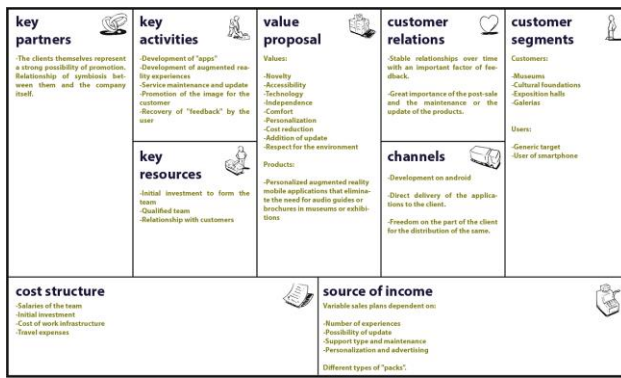 key
partners
-The clients themselves represent
a strong possibility of promotion.
Relationship of symbiosis bet-
ween them and the company
itself.
key
activities
-Development of "apps"
-Development of augmented rea-
lity experiences
-Service maintenance and update
-Promotion of the image for the
customer
-Recovery of "feedback" by the
user
key
resources
-Initial investment to form the
team
-Qualified team
-Relationship with customers
value
proposal
Values:
-Novelty
-Accessibility
-Technology
-Independence
-Comfort
-Personalization
-Cost reduction
-Addition of update
-Respect for the environment
Products:
-Personalized augmented reality
mobile applications that elimina-
te the need for audio guides or
brochures in museums or exhibi-
tions
customer
relations
-Stable relationships over time
with an important factor of fee-
dback.
-Great importance of the post-sale
and the maintenance or the
update of the products.
channels
-Development on android
-Direct delivery of the applica-
tions to the client.
-Freedom on the part of the client
for the distribution of the same.
customer
segments
Customers:
-Museums
-Cultural foundations
-Exposition halls
-Galerias
Users:
-Generic target
-User of smartphone
cost structure
-Salaries of the team
-Initial investment
-Cost of work infrastructure
-Travel expenses
source of income
Variable sales plans dependent on:
-Number of experiences
-Possibility of update
-Support type and maintenance
-Personalization and advertising
Different types of "packs".